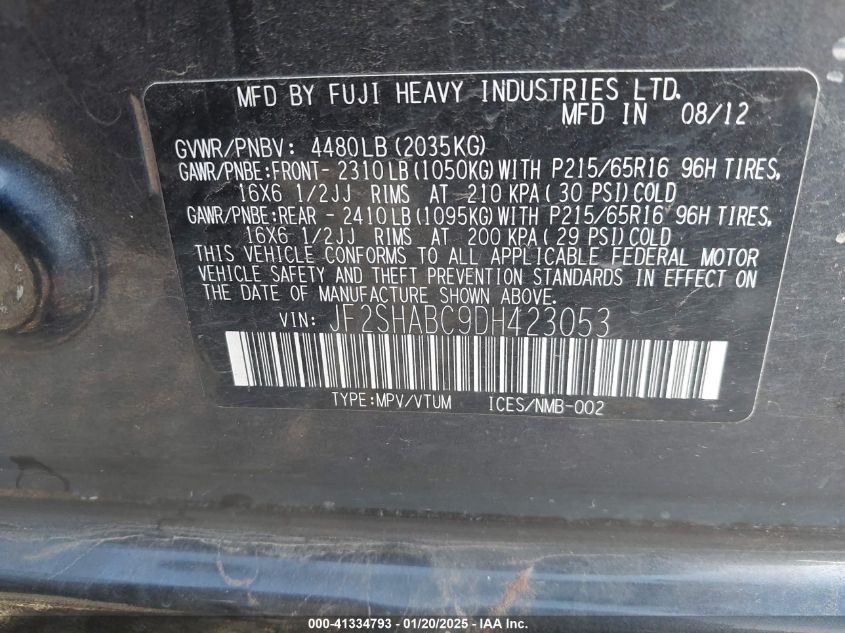 MFD BY FUJI HEAVY INDUSTRIES LTD.
MFD IN 08/12
GVWR/PNBV: 4480LB(2035KG)
GAWR/PNBE:FRONT- 2310LB(1050KG)WITH P215/65R16 96H TIRES,
16X6 1/2JJ RIMS AT 210 KPA(30 PSI)COLD
GAWR/PNBE:REAR - 2410LB(1095KG)WITH P215/65R16 96H TIRES,
16X6 1/2JJ RIMS AT 200 KPA(29 PSI)COLD
THIS VEHICLE CONFORMS TO ALL APPLICABLE FEDERAL MOTOR
VEHICLE SAFETY AND THEFT PREVENTION STANDARDS IN EFFECT ON
THE DATE OF MANUFACTURE SHOWN ABOVE.
VIN: JF2SHABC9DH423053
TYPE:MPV/VTUM ICES/NMB-002
000-41334793 - 01/20/2025 - IAA Inc.